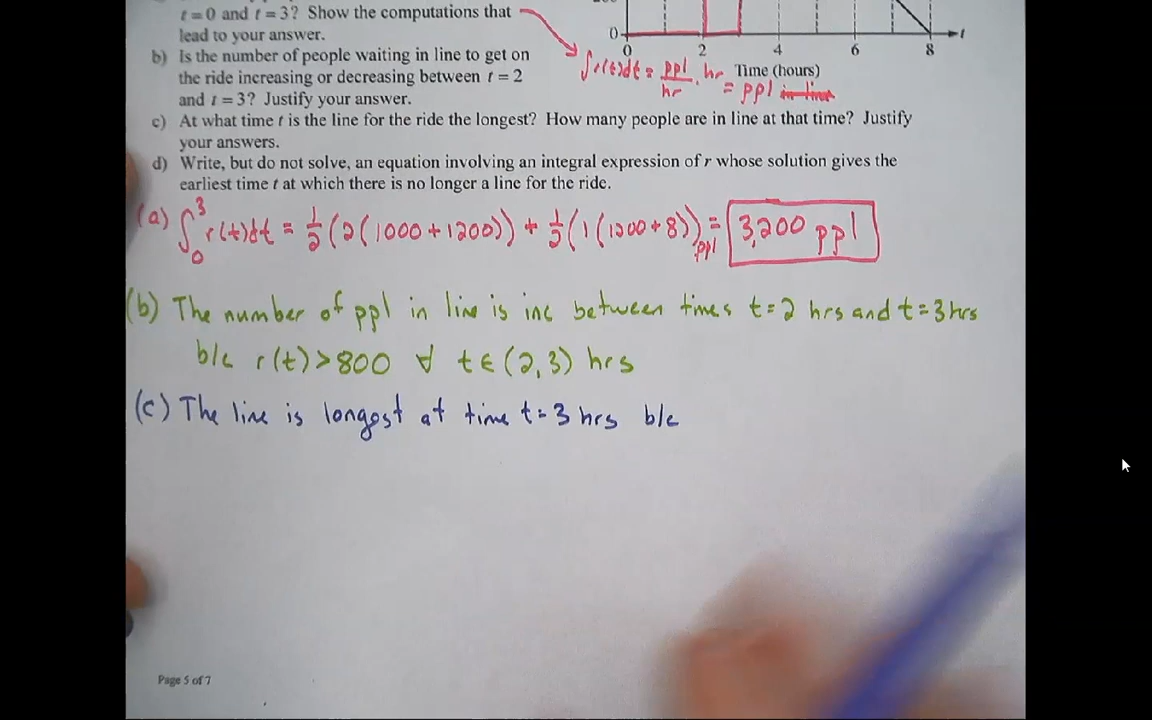 t = 0 and t = 3? Show the computations that
lead to your answer.
b) Is the number of people waiting in line to get on
the ride increasing or decreasing between t = 2
and t = 3? Justify your answer.
0
0 2 4 6 8 t
Time (hours)
∫r(t)dt = ppl/hr · hr
= ppl in line
c) At what time t is the line for the ride the longest? How many people are in line at that time? Justify
your answers.
d) Write, but do not solve, an equation involving an integral expression of r whose solution gives the
earliest time t at which there is no longer a line for the ride.
(a) ∫₀³ r(t)dt = 1/2(2(1000+1200)) + 1/2(1(1200+8)) = 3,200 ppl
ppl
(b) The number of ppl in line is inc between times t=2 hrs and t=3hrs
b/c r(t)>800 ∀ t∈(2,3) hrs
(c) The line is longest at time t=3 hrs b/c
Page 5 of 7